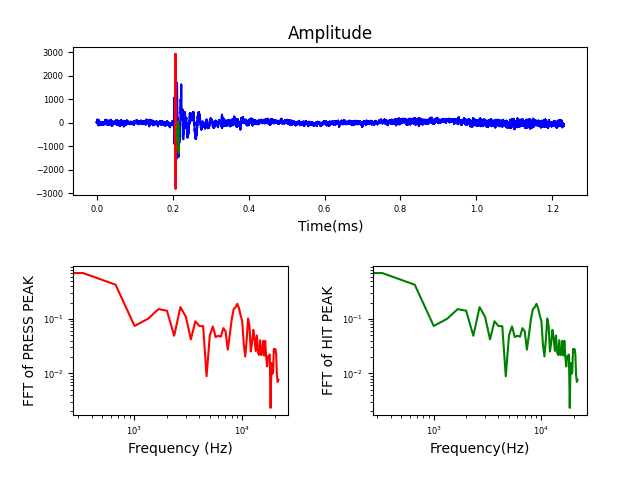 Amplitude
3000
2000
1000
0
−1000
−2000
−3000
0.0 0.2 0.4 0.6 0.8 1.0 1.2
Time(ms)
FFT of PRESS PEAK
10⁻¹
10⁻²
10³ 10⁴
Frequency (Hz)
FFT of HIT PEAK
10⁻¹
10⁻²
10³ 10⁴
Frequency(Hz)